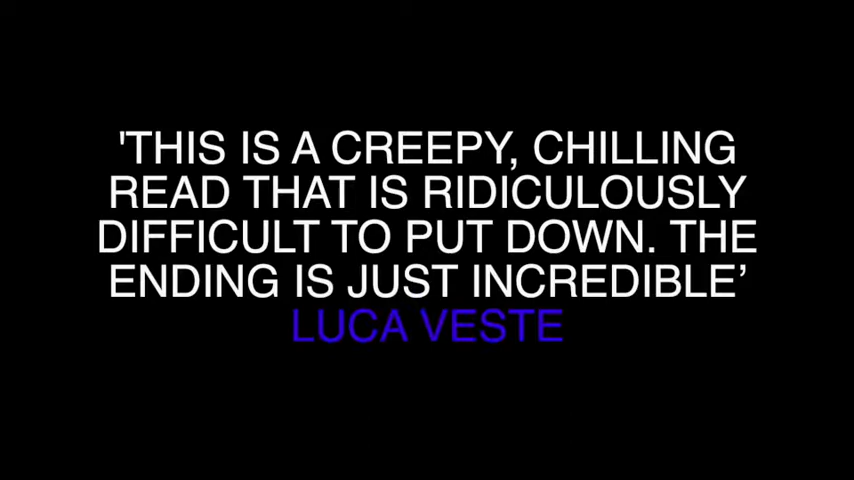 'THIS IS A CREEPY, CHILLING
READ THAT IS RIDICULOUSLY
DIFFICULT TO PUT DOWN. THE
ENDING IS JUST INCREDIBLE’
LUCA VESTE